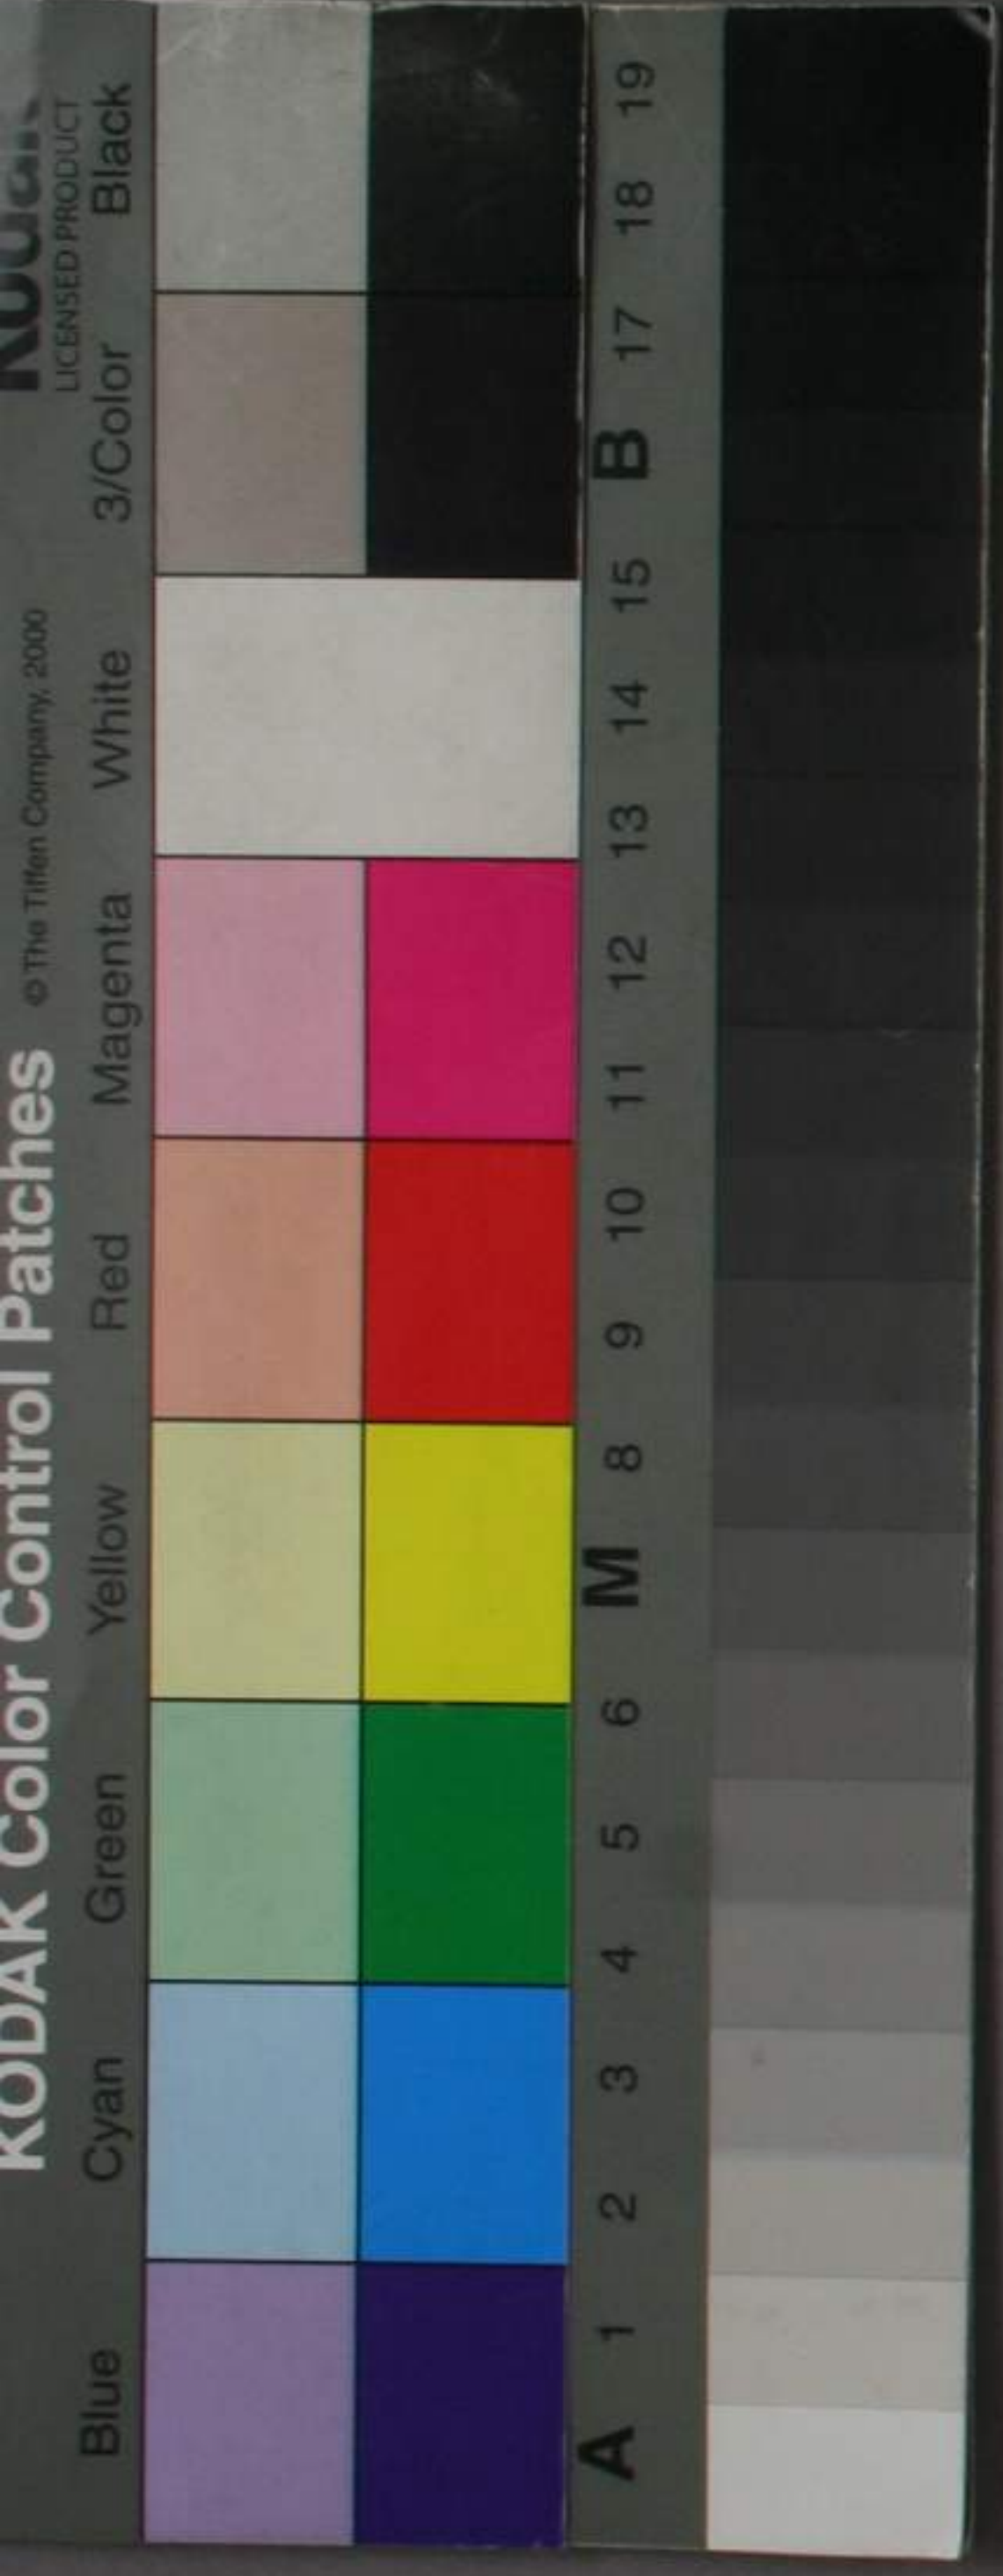 KODAK Color Control Patches © The Tiffen Company, 2000 Kodak
LICENSED PRODUCT
Blue Cyan Green Yellow Red Magenta White 3/Color Black
A 1 2 3 4 5 6 M 8 9 10 11 12 13 14 15 B 17 18 19